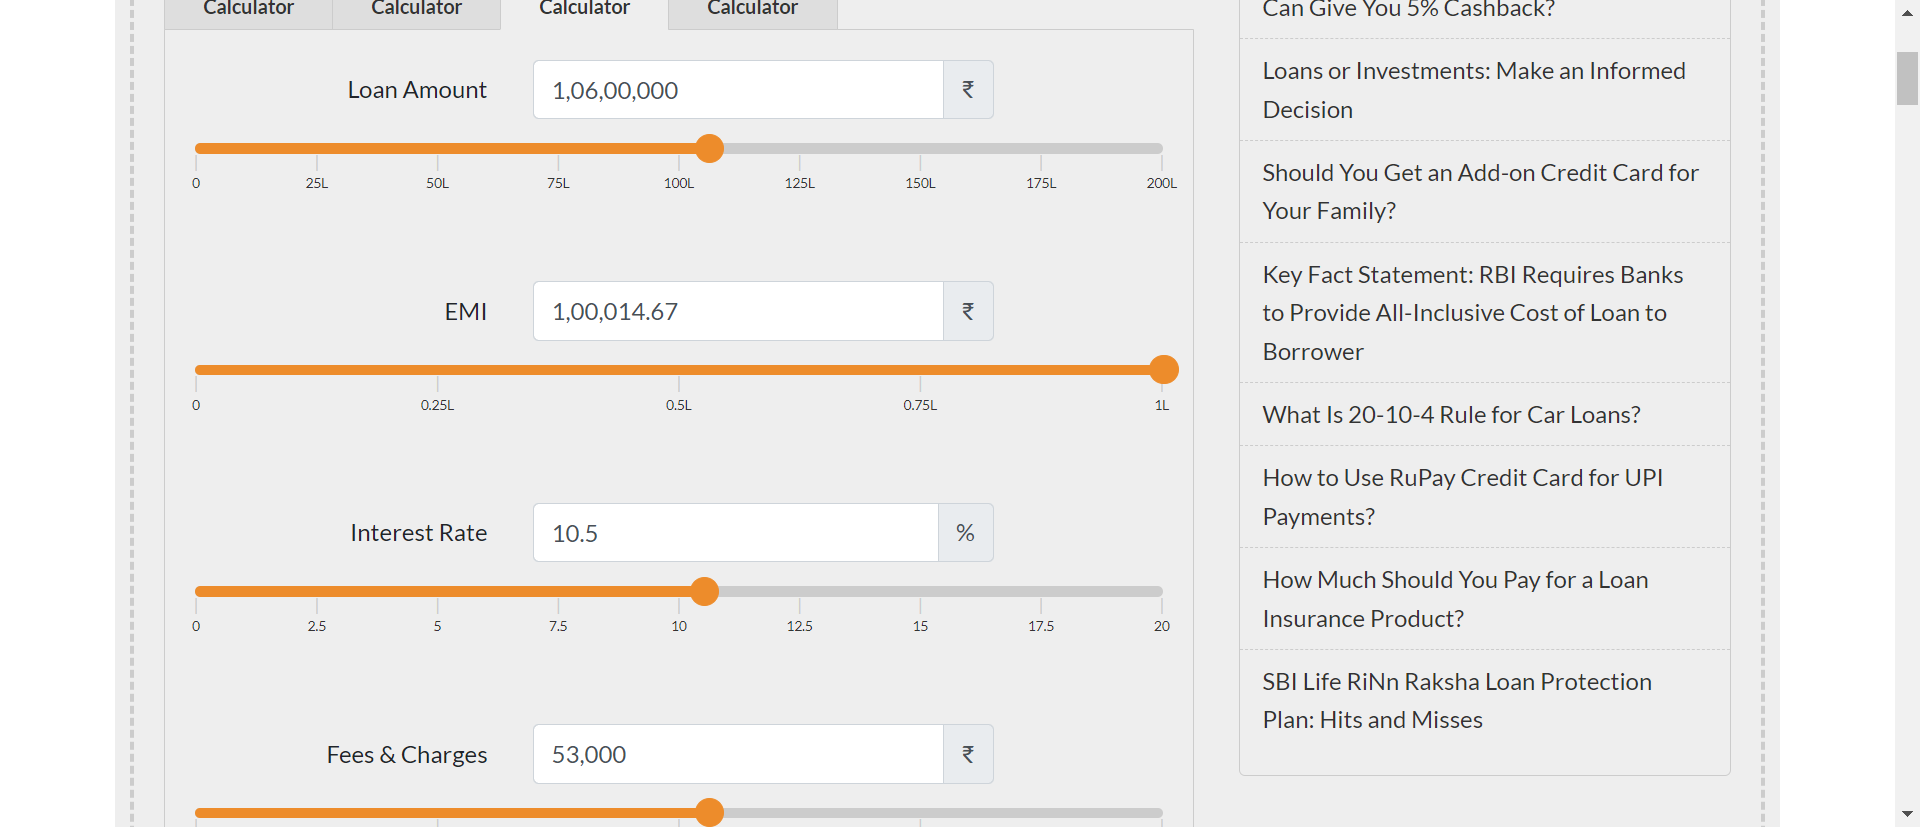 Calculator Calculator Calculator Calculator
Loan Amount 1,06,00,000 ₹
0 25L 50L 75L 100L 125L 150L 175L 200L
EMI 1,00,014.67 ₹
0 0.25L 0.5L 0.75L 1L
Interest Rate 10.5 %
0 2.5 5 7.5 10 12.5 15 17.5 20
Fees & Charges 53,000 ₹
Can Give You 5% Cashback?
Loans or Investments: Make an Informed
Decision
Should You Get an Add-on Credit Card for
Your Family?
Key Fact Statement: RBI Requires Banks
to Provide All-Inclusive Cost of Loan to
Borrower
What Is 20-10-4 Rule for Car Loans?
How to Use RuPay Credit Card for UPI
Payments?
How Much Should You Pay for a Loan
Insurance Product?
SBI Life RiNn Raksha Loan Protection
Plan: Hits and Misses